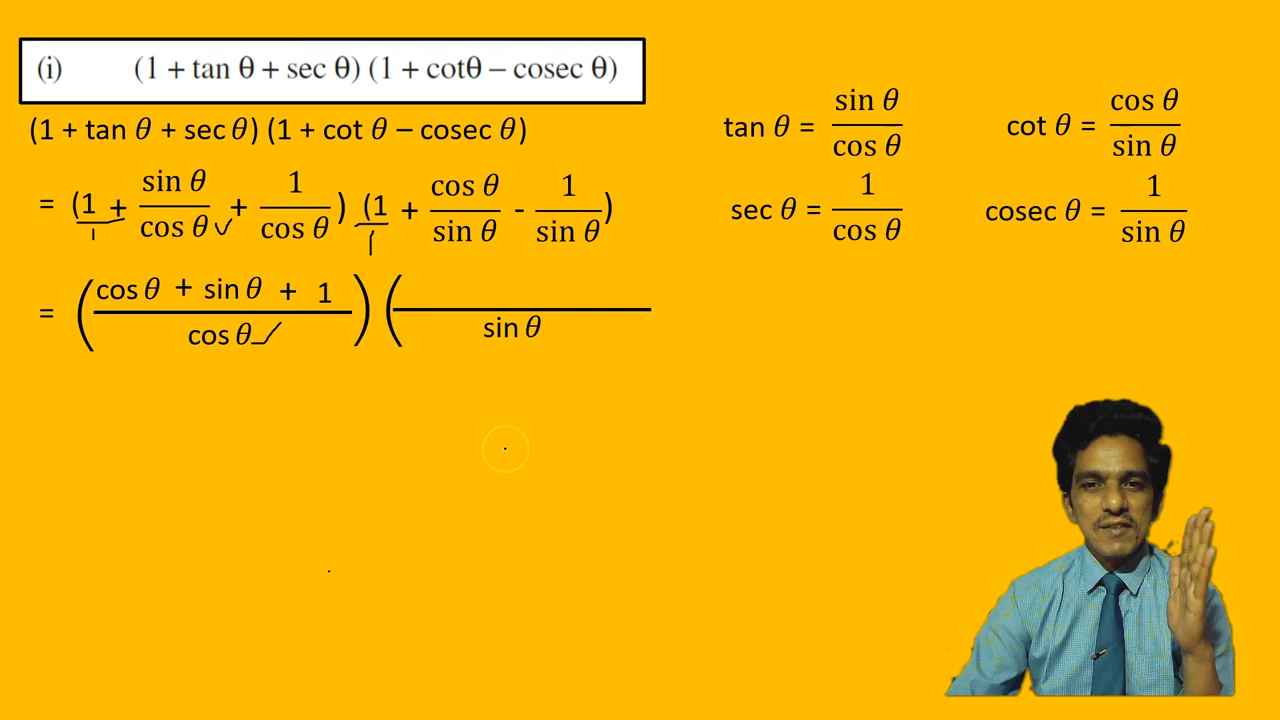 (i) (1 + tan θ + sec θ) (1 + cotθ – cosec θ)
(1 + tan θ + sec θ) (1 + cot θ – cosec θ)
= (1 + sin θ/cos θ + 1/cos θ) (1 + cos θ/sin θ - 1/sin θ)
= (cos θ + sin θ + 1/cos θ) ( /sin θ
tan θ = sin θ/cos θ
cot θ = cos θ/sin θ
sec θ = 1/cos θ
cosec θ = 1/sin θ